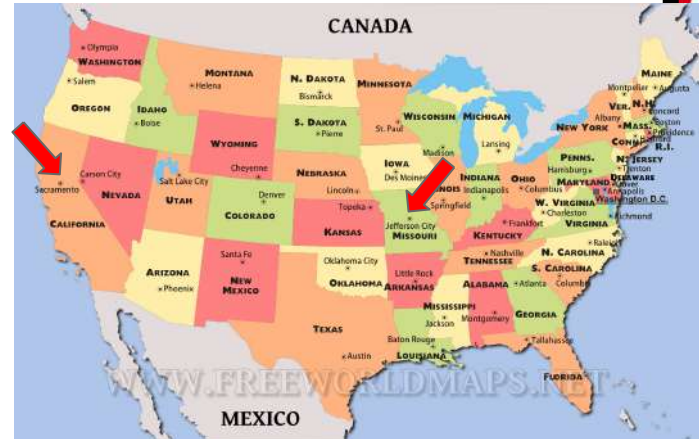 CANADA
Olympia
WASHINGTON
Salem
OREGON
IDAHO
Boise
MONTANA
Helena
N. DAKOTA
Bismarck
S. DAKOTA
Pierre
MINNESOTA
St. Paul
WISCONSIN
Madison
MICHIGAN
Lansing
MAINE
Augusta
Montpelier
VER.
N.H.
Concord
Albany
NEW YORK
MASS.
Boston
Providence
R.I.
WYOMING
Cheyenne
NEBRASKA
Lincoln
IOWA
Des Moines
INDIANA
Indianapolis
Springfield
OHIO
Columbus
PENNS.
Harrisburg
N. JERSEY
Trenton
DELAWARE
Dover
MARYLAND
Annapolis
Washington D.C.
W. VIRGINIA
Charleston
VIRGINIA
Richmond
Carson City
Sacramento
NEVADA
CALIFORNIA
Salt Lake City
UTAH
Denver
COLORADO
Topeka
KANSAS
Jefferson City
MISSOURI
Frankfort
KENTUCKY
Nashville
TENNESSEE
Raleigh
N. CAROLINA
S. CAROLINA
ARIZONA
Phoenix
Santa Fe
NEW
MEXICO
Oklahoma City
OKLAHOMA
Little Rock
ARKANSAS
MISSISSIPPI
Jackson
ALABAMA
Montgomery
Atlanta
GEORGIA
TEXAS
Austin
Baton Rouge
LOUISIANA
Tallahassee
FLORIDA
WWW.FREEWORLDMAPS.NET
MEXICO